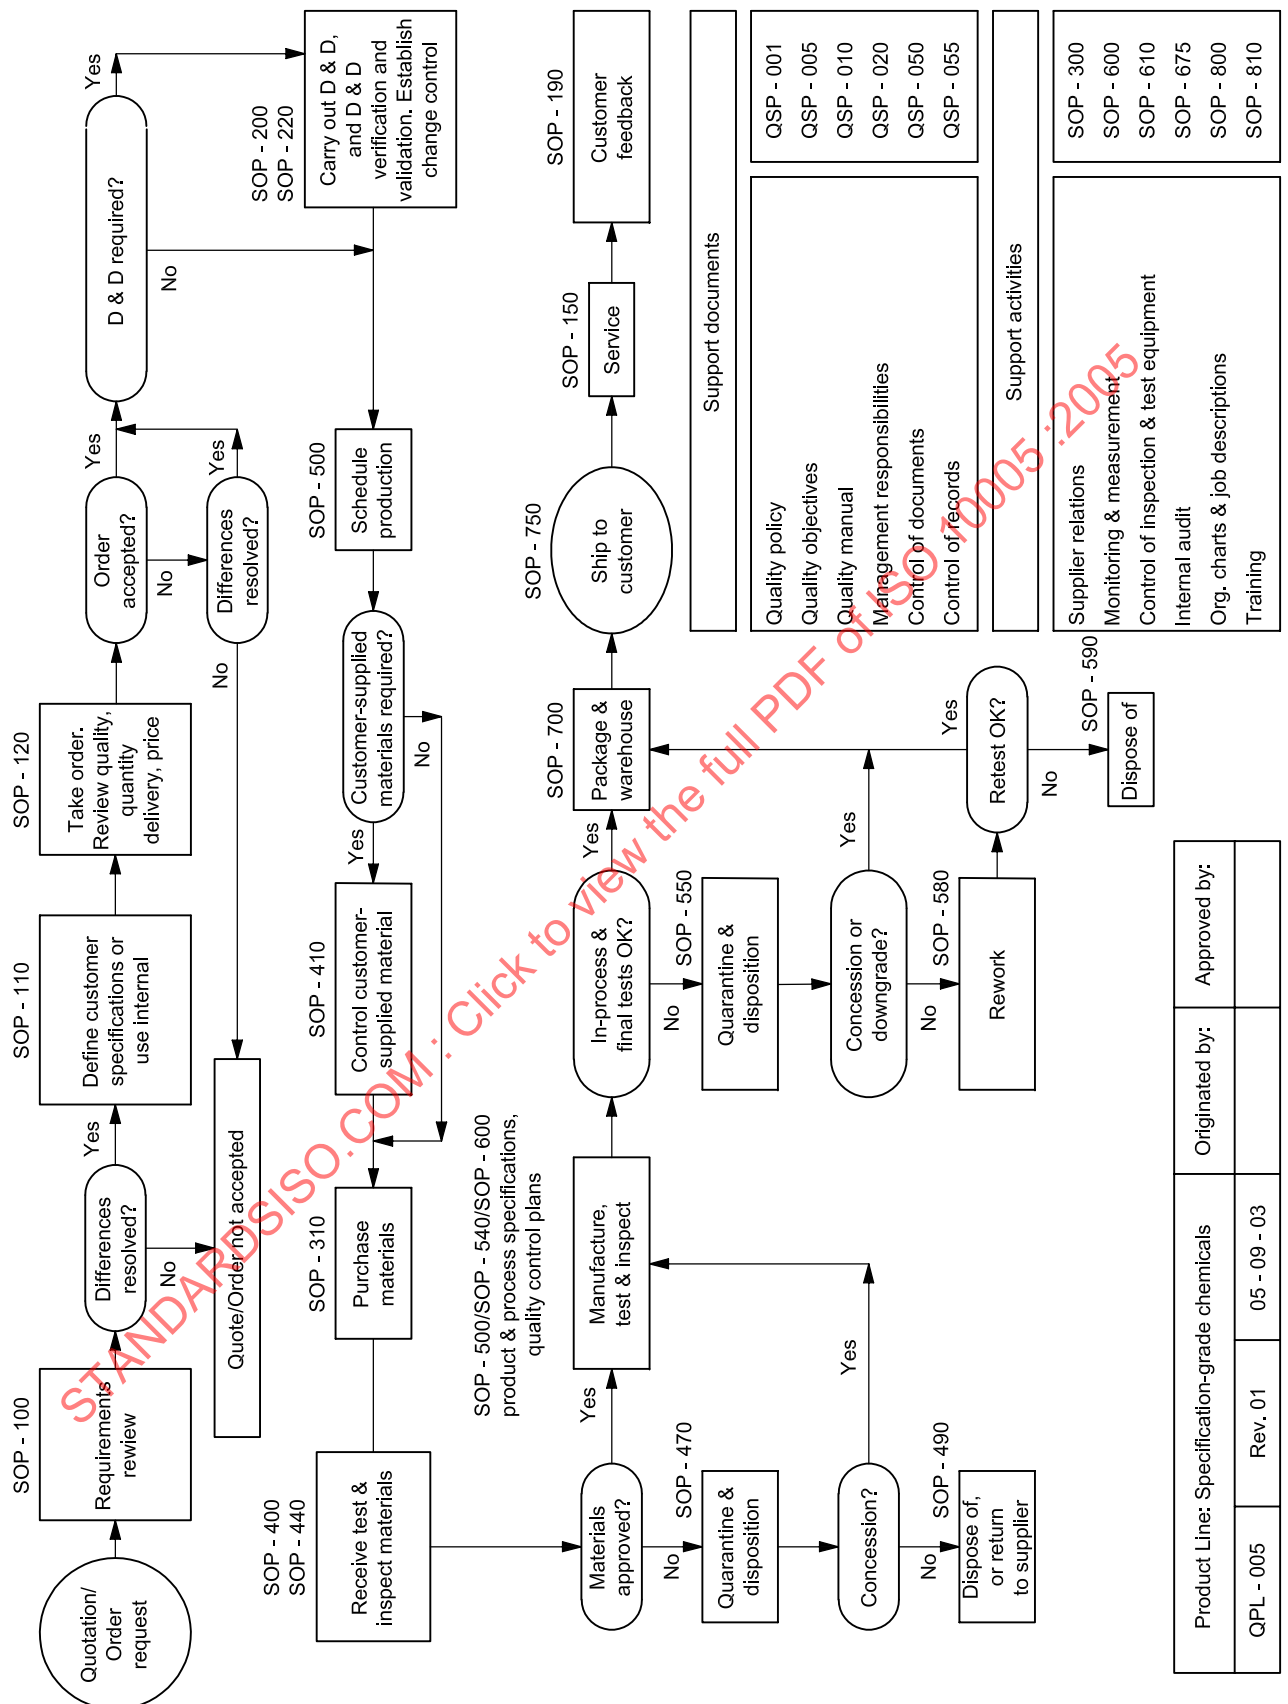 Quotation/
Order
request
SOP - 100
Requirements
rewiew
Differences
resolved?
Yes
No
SOP - 110
Define customer
specifications or
use internal
SOP - 120
Take order.
Review quality,
quantity
delivery, price
Order
accepted?
Yes
No
Differences
resolved?
Yes
No
Quote/Order not accepted
D & D required?
Yes
No
SOP - 200
SOP - 220
Carry out D & D,
and D & D
verification and
validation. Establish
change control
SOP - 500
Schedule
production
Customer-supplied
materials required?
Yes
No
SOP - 410
Control customer-
supplied material
SOP - 310
Purchase
materials
SOP - 400
SOP - 440
Receive test &
inspect materials
Materials
approved?
Yes
No
SOP - 470
Quarantine &
disposition
Concession?
Yes
No
SOP - 490
Dispose of,
or return
to supplier
SOP - 500/SOP - 540/SOP - 600
product & process specifications,
quality control plans
Manufacture,
test & inspect
In-process &
final tests OK?
Yes
No
SOP - 550
Quarantine &
disposition
Concession or
downgrade?
Yes
No
SOP - 580
Rework
Retest OK?
Yes
No
SOP - 590
Dispose of
SOP - 700
Package &
warehouse
SOP - 750
Ship to
customer
SOP - 150
Service
SOP - 190
Customer
feedback
Support documents
Quality policy QSP - 001
Quality objectives QSP - 005
Quality manual QSP - 010
Management responsibilities QSP - 020
Control of documents QSP - 050
Control of records QSP - 055
Support activities
Supplier relations SOP - 300
Monitoring & measurement SOP - 600
Control of inspection & test equipment SOP - 610
Internal audit SOP - 675
Org. charts & job descriptions SOP - 800
Training SOP - 810
Product Line: Specification-grade chemicals Originated by: Approved by:
QPL - 005 Rev. 01 05 - 09 - 03
STANDARDSISO.COM : Click to view the full PDF of ISO 10005 :2005